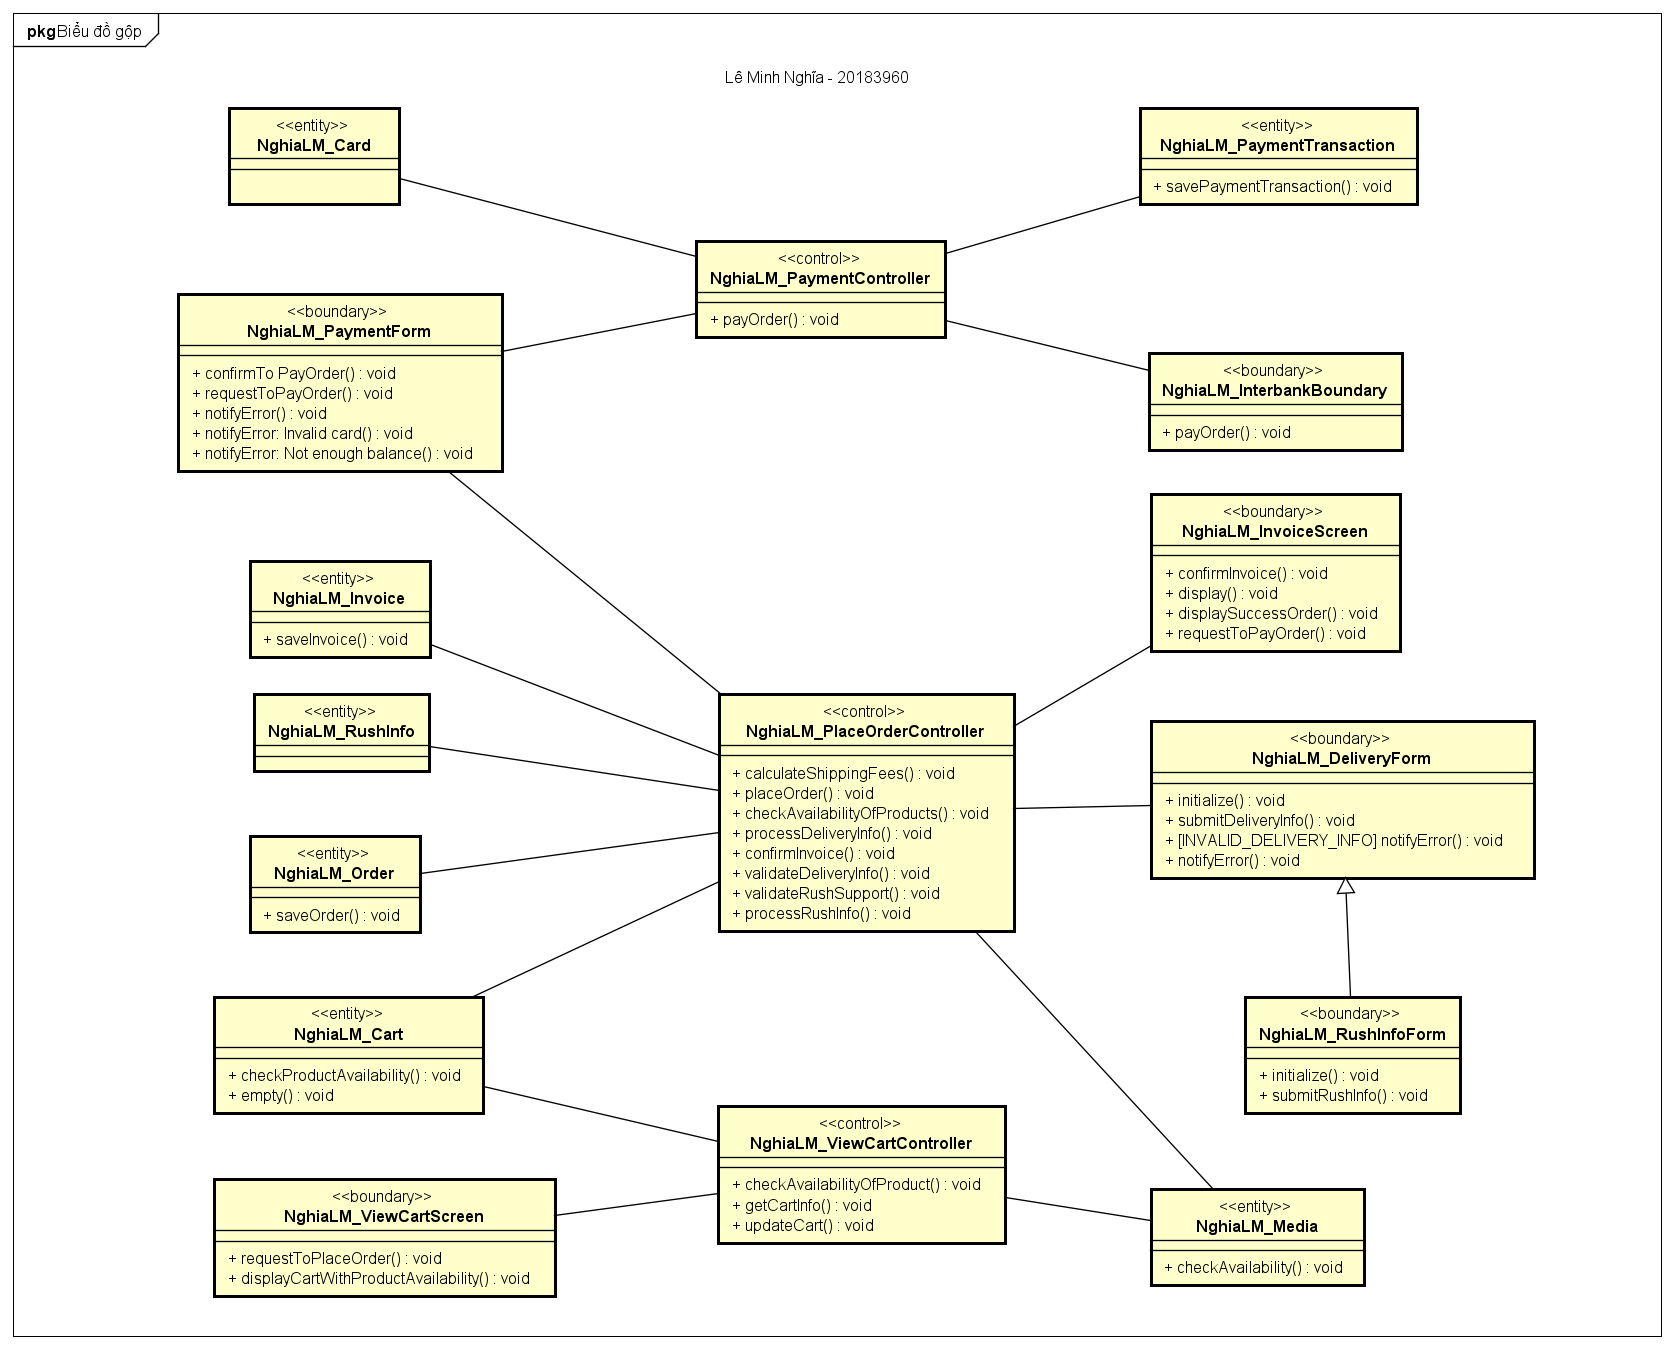 pkg Biểu đồ gộp
Lê Minh Nghĩa - 20183960
<<entity>>
NghiaLM_Card
<<entity>>
NghiaLM_PaymentTransaction
+ savePaymentTransaction() : void
<<control>>
NghiaLM_PaymentController
+ payOrder() : void
<<boundary>>
NghiaLM_PaymentForm
+ confirmTo PayOrder() : void
+ requestToPayOrder() : void
+ notifyError() : void
+ notifyError: Invalid card() : void
+ notifyError: Not enough balance() : void
<<boundary>>
NghiaLM_InterbankBoundary
+ payOrder() : void
<<boundary>>
NghiaLM_InvoiceScreen
+ confirmInvoice() : void
+ display() : void
+ displaySuccessOrder() : void
+ requestToPayOrder() : void
<<entity>>
NghiaLM_Invoice
+ saveInvoice() : void
<<entity>>
NghiaLM_RushInfo
<<control>>
NghiaLM_PlaceOrderController
+ calculateShippingFees() : void
+ placeOrder() : void
+ checkAvailabilityOfProducts() : void
+ processDeliveryInfo() : void
+ confirmInvoice() : void
+ validateDeliveryInfo() : void
+ validateRushSupport() : void
+ processRushInfo() : void
<<boundary>>
NghiaLM_DeliveryForm
+ initialize() : void
+ submitDeliveryInfo() : void
+ [INVALID_DELIVERY_INFO] notifyError() : void
+ notifyError() : void
<<entity>>
NghiaLM_Order
+ saveOrder() : void
<<entity>>
NghiaLM_Cart
+ checkProductAvailability() : void
+ empty() : void
<<boundary>>
NghiaLM_RushInfoForm
+ initialize() : void
+ submitRushInfo() : void
<<control>>
NghiaLM_ViewCartController
+ checkAvailabilityOfProduct() : void
+ getCartInfo() : void
+ updateCart() : void
<<boundary>>
NghiaLM_ViewCartScreen
+ requestToPlaceOrder() : void
+ displayCartWithProductAvailability() : void
<<entity>>
NghiaLM_Media
+ checkAvailability() : void